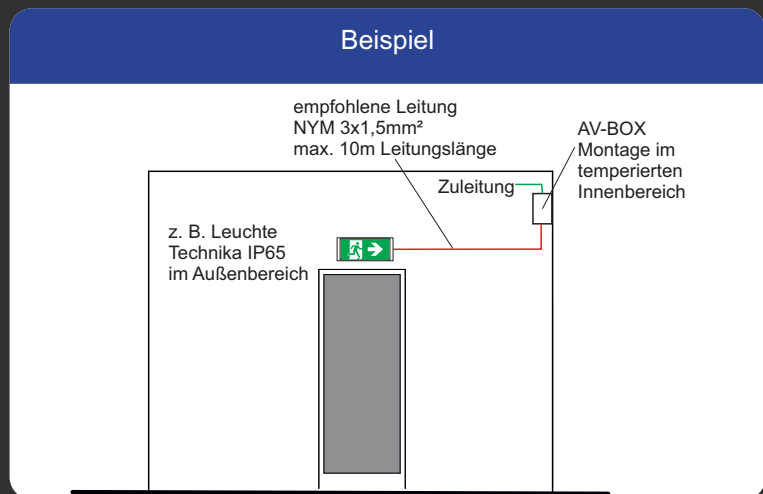 Beispiel
empfohlene Leitung
NYM 3x1,5mm²
max. 10m Leitungslänge
AV-BOX
Montage im
temperierten
Innenbereich
Zuleitung
z. B. Leuchte
Technika IP65
im Außenbereich